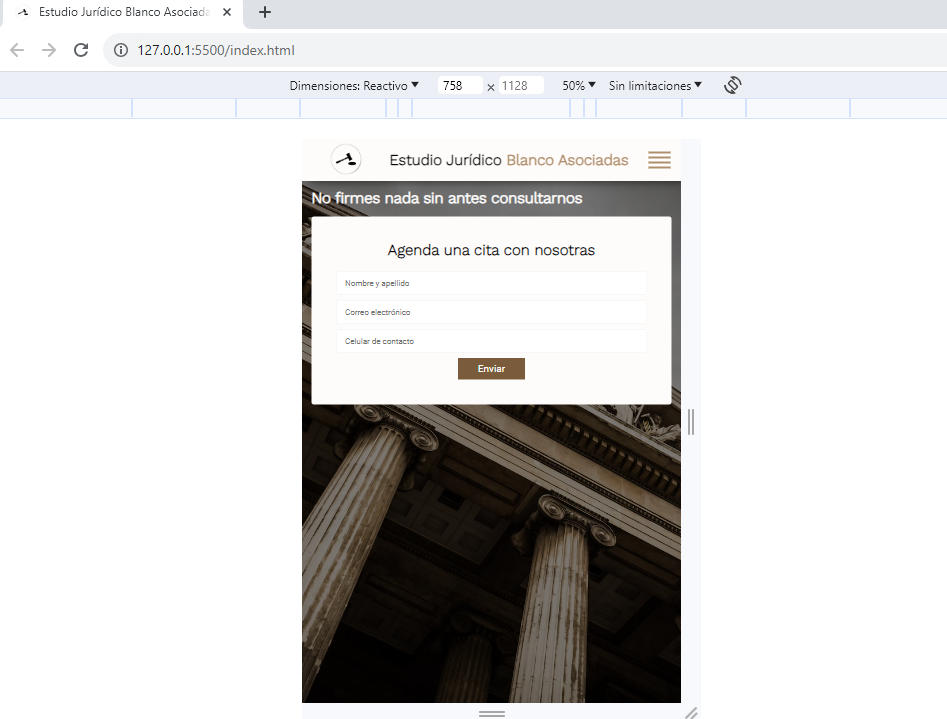 Estudio Jurídico Blanco Asociada
127.0.0.1:5500/index.html
Dimensiones: Reactivo 758 × 1128 50% Sin limitaciones
Estudio Jurídico Blanco Asociadas
No firmes nada sin antes consultarnos
Agenda una cita con nosotras
Nombre y apellido
Correo electrónico
Celular de contacto
Enviar